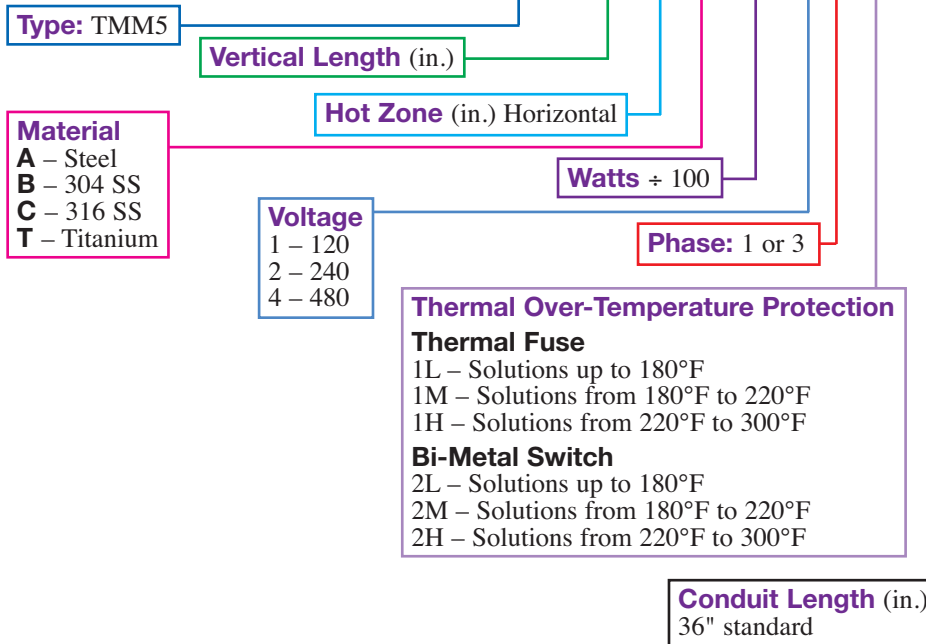 Type: TMM5
Vertical Length (in.)
Hot Zone (in.) Horizontal
Material
A – Steel
B – 304 SS
C – 316 SS
T – Titanium
Watts ÷ 100
Voltage
1 – 120
2 – 240
4 – 480
Phase: 1 or 3
Thermal Over-Temperature Protection
Thermal Fuse
1L – Solutions up to 180°F
1M – Solutions from 180°F to 220°F
1H – Solutions from 220°F to 300°F
Bi-Metal Switch
2L – Solutions up to 180°F
2M – Solutions from 180°F to 220°F
2H – Solutions from 220°F to 300°F
Conduit Length (in.)
36" standard